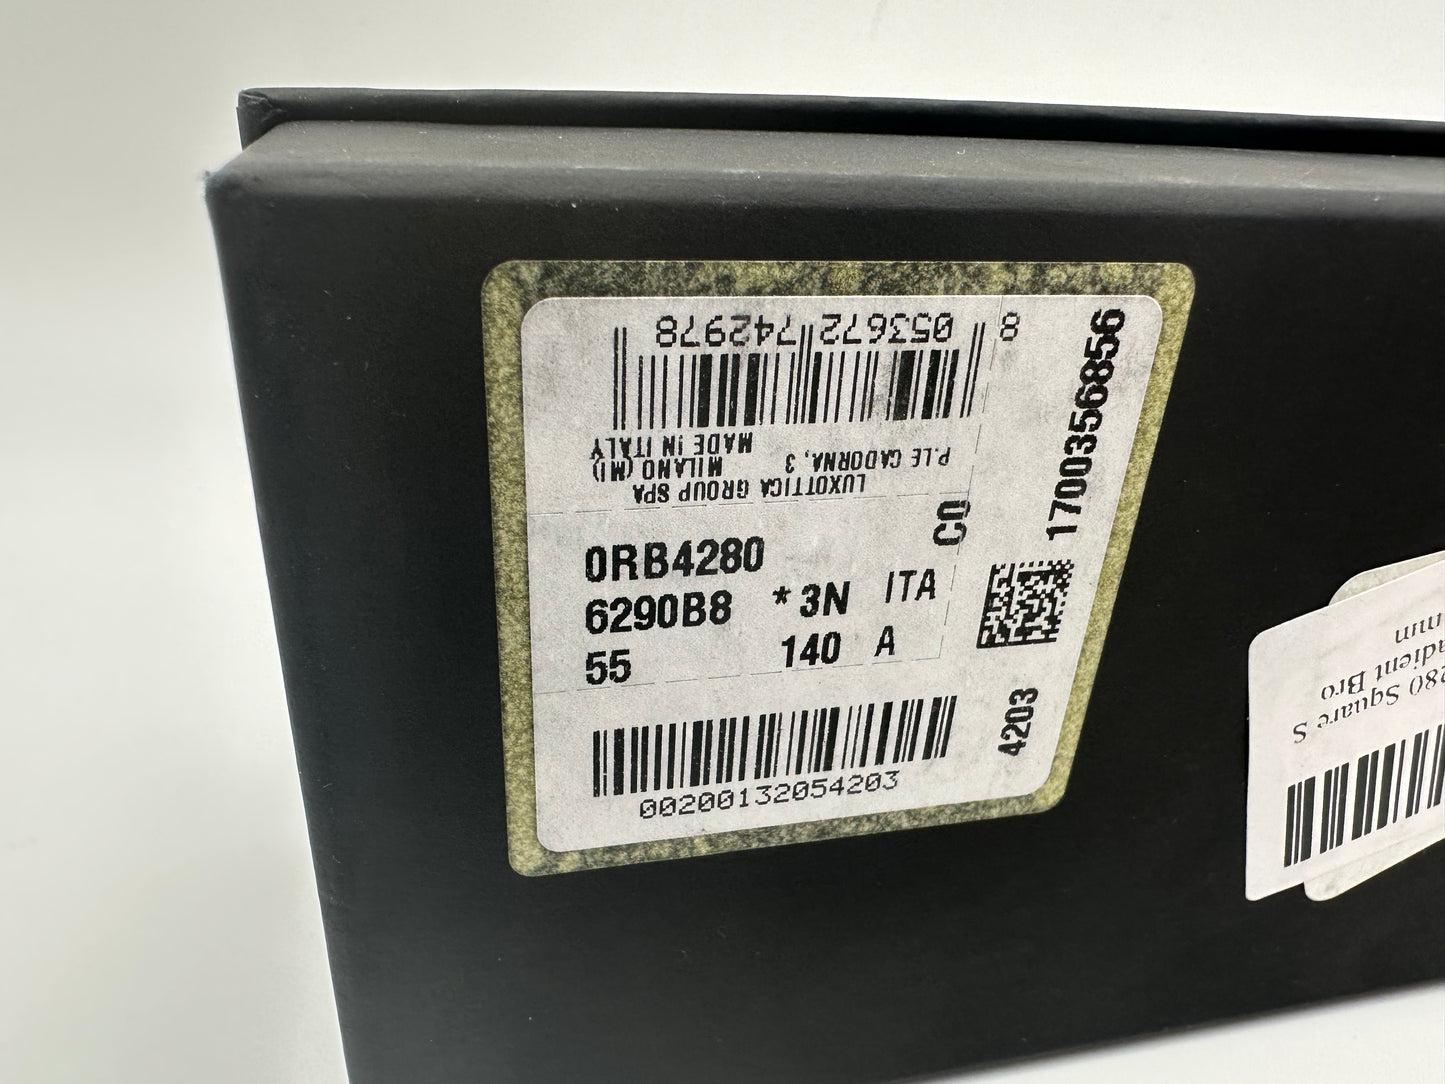 8 053672 742978
LUXOTTICA GROUP SPA
P.LE CADORNA, 3 MILANO (MI)
MADE IN ITALY
0RB4280 C0
6290B8 * 3N ITA
55 140 A
00200132054203
1700356856
4203
280 Square S
adient Bro
mm